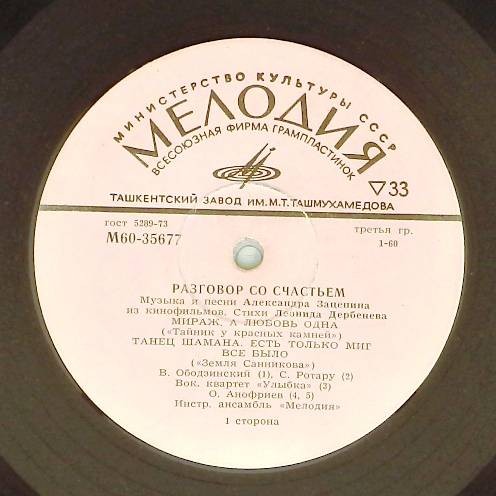 МИНИСТЕРСТВО КУЛЬТУРЫ СССР
МЕЛОДИЯ
ВСЕСОЮЗНАЯ ФИРМА ГРАМПЛАСТИНОК
33
ТАШКЕНТСКИЙ ЗАВОД ИМ. М.Т. ТАШМУХАМЕДОВА
гост 5289-73
третья гр.
М60-35677
1-60
РАЗГОВОР СО СЧАСТЬЕМ
Музыка и песни Александра Зацепина
из кинофильмов. Стихи Леонида Дербенева
МИРАЖ. А ЛЮБОВЬ ОДНА
(«Тайник у красных камней»)
ТАНЕЦ ШАМАНА. ЕСТЬ ТОЛЬКО МИГ
ВСЕ БЫЛО
(«Земля Санникова»)
В. Ободзинский (1), С. Ротару (2)
Вок. квартет «Улыбка» (3)
О. Анофриев (4, 5)
Инстр. ансамбль «Мелодия»
1 сторона